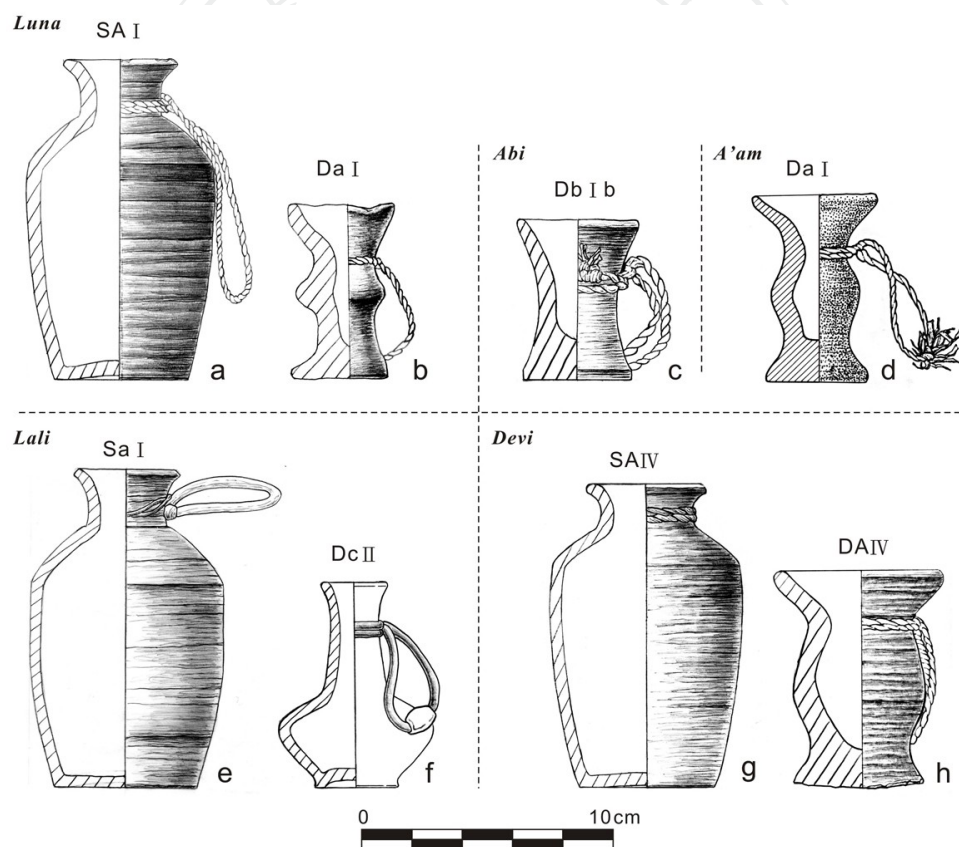 Luna
SA I
a
Da I
b
Abi
Db I b
c
A'am
Da I
d
Lali
Sa I
e
Dc II
f
Devi
SAIV
g
DAIV
h
0 10cm